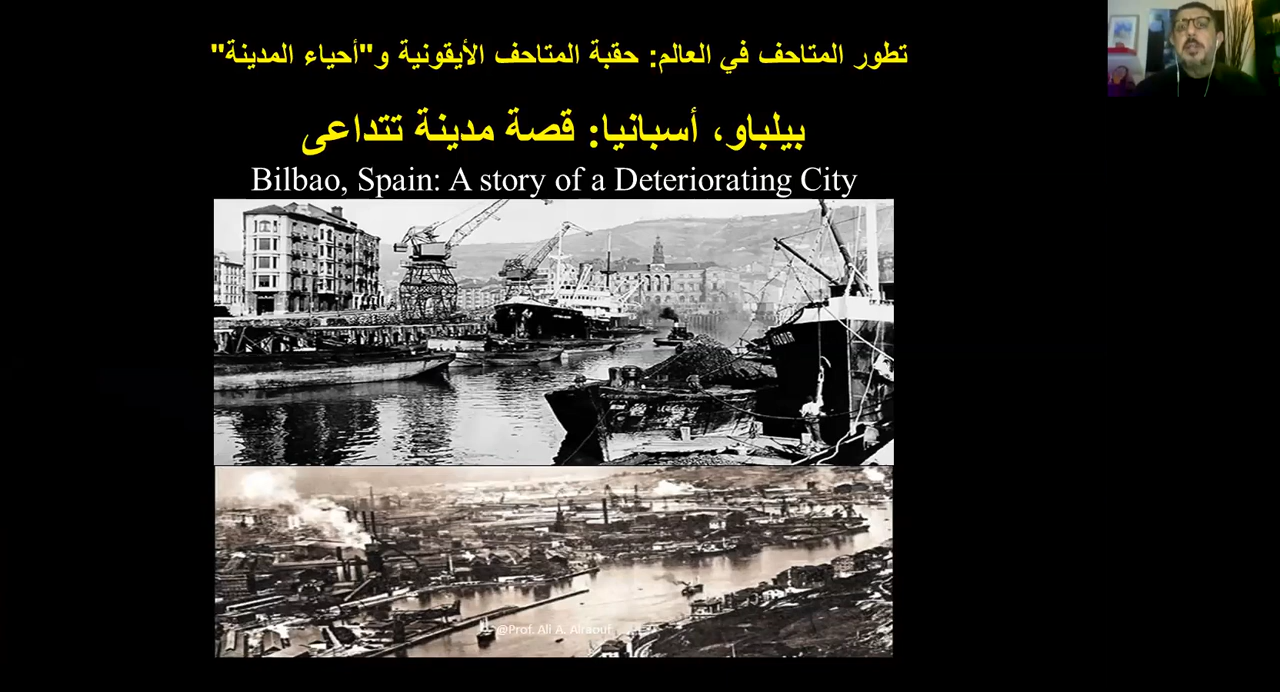 تطور المتاحف في العالم: حقبة المتاحف الأيقونية و"أحياء المدينة"
بيلباو، أسبانيا: قصة مدينة تتداعى
Bilbao, Spain: A story of a Deteriorating City
@Prof. Ali A. Alraouf